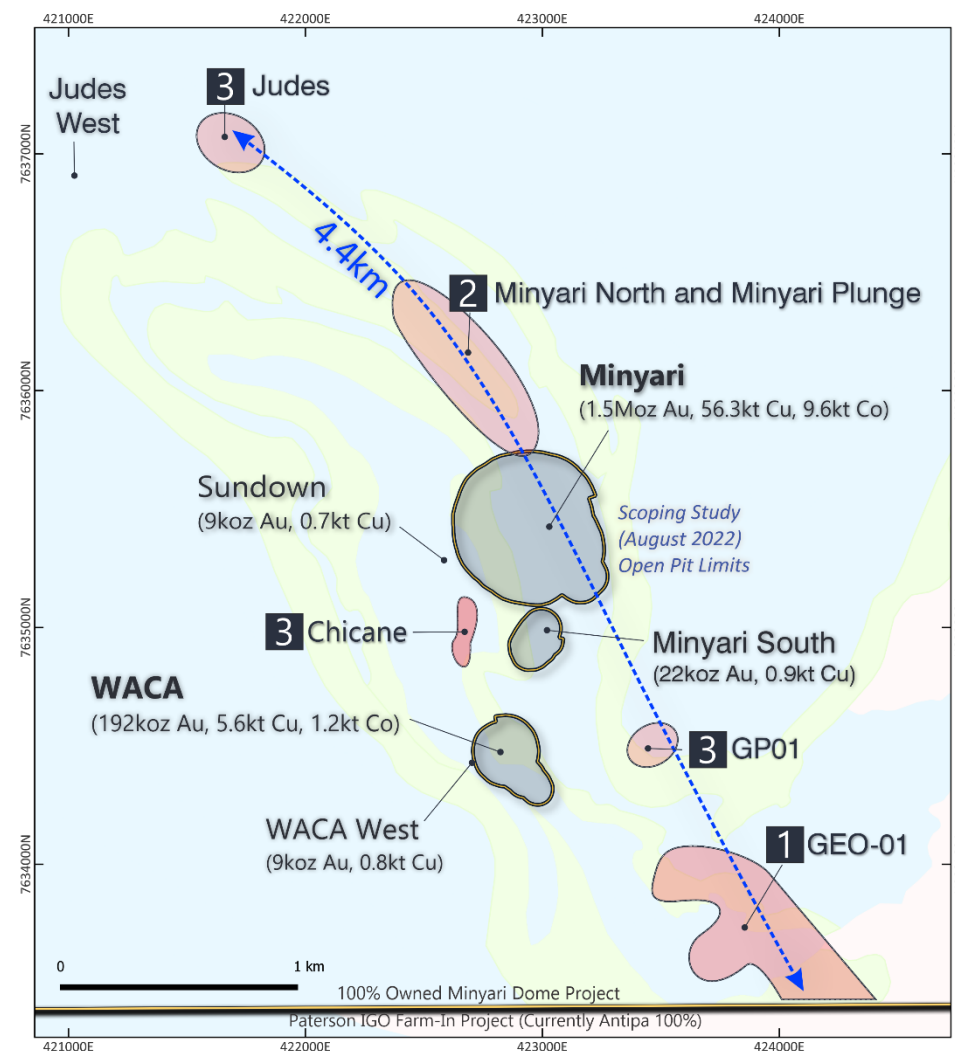 421000E
422000E
423000E
424000E
Judes
West
3 Judes
7637000N
4.4km
2 Minyari North and Minyari Plunge
7636000N
Minyari
(1.5Moz Au, 56.3kt Cu, 9.6kt Co)
Sundown
(9koz Au, 0.7kt Cu)
Scoping Study
(August 2022)
Open Pit Limits
7635000N
3 Chicane
Minyari South
(22koz Au, 0.9kt Cu)
WACA
(192koz Au, 5.6kt Cu, 1.2kt Co)
3 GP01
WACA West
(9koz Au, 0.8kt Cu)
1 GEO-01
7634000N
0
1 km
100% Owned Minyari Dome Project
Paterson IGO Farm-In Project (Currently Antipa 100%)
421000E
422000E
423000E
424000E